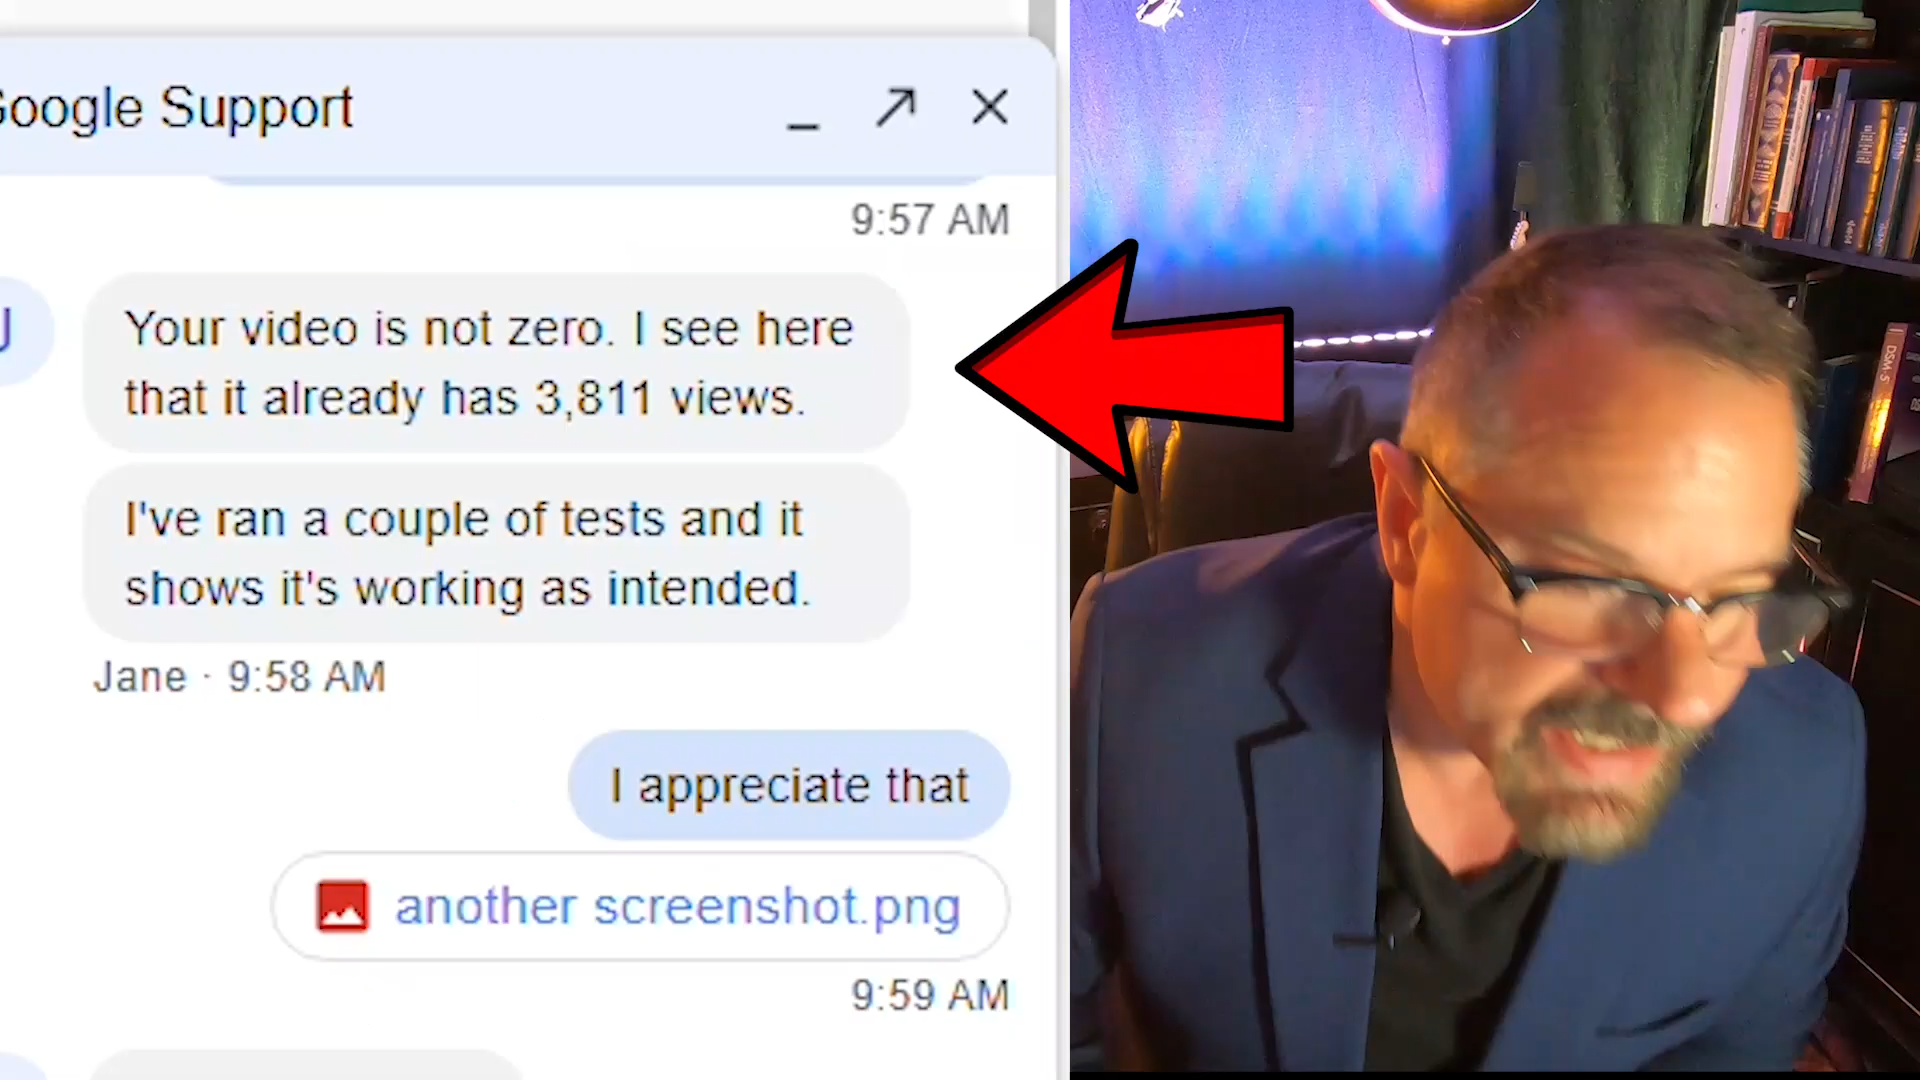 Google Support
9:57 AM
J
Your video is not zero. I see here
that it already has 3,811 views.
I've ran a couple of tests and it
shows it's working as intended.
Jane · 9:58 AM
I appreciate that
another screenshot.png
9:59 AM
DSM-5